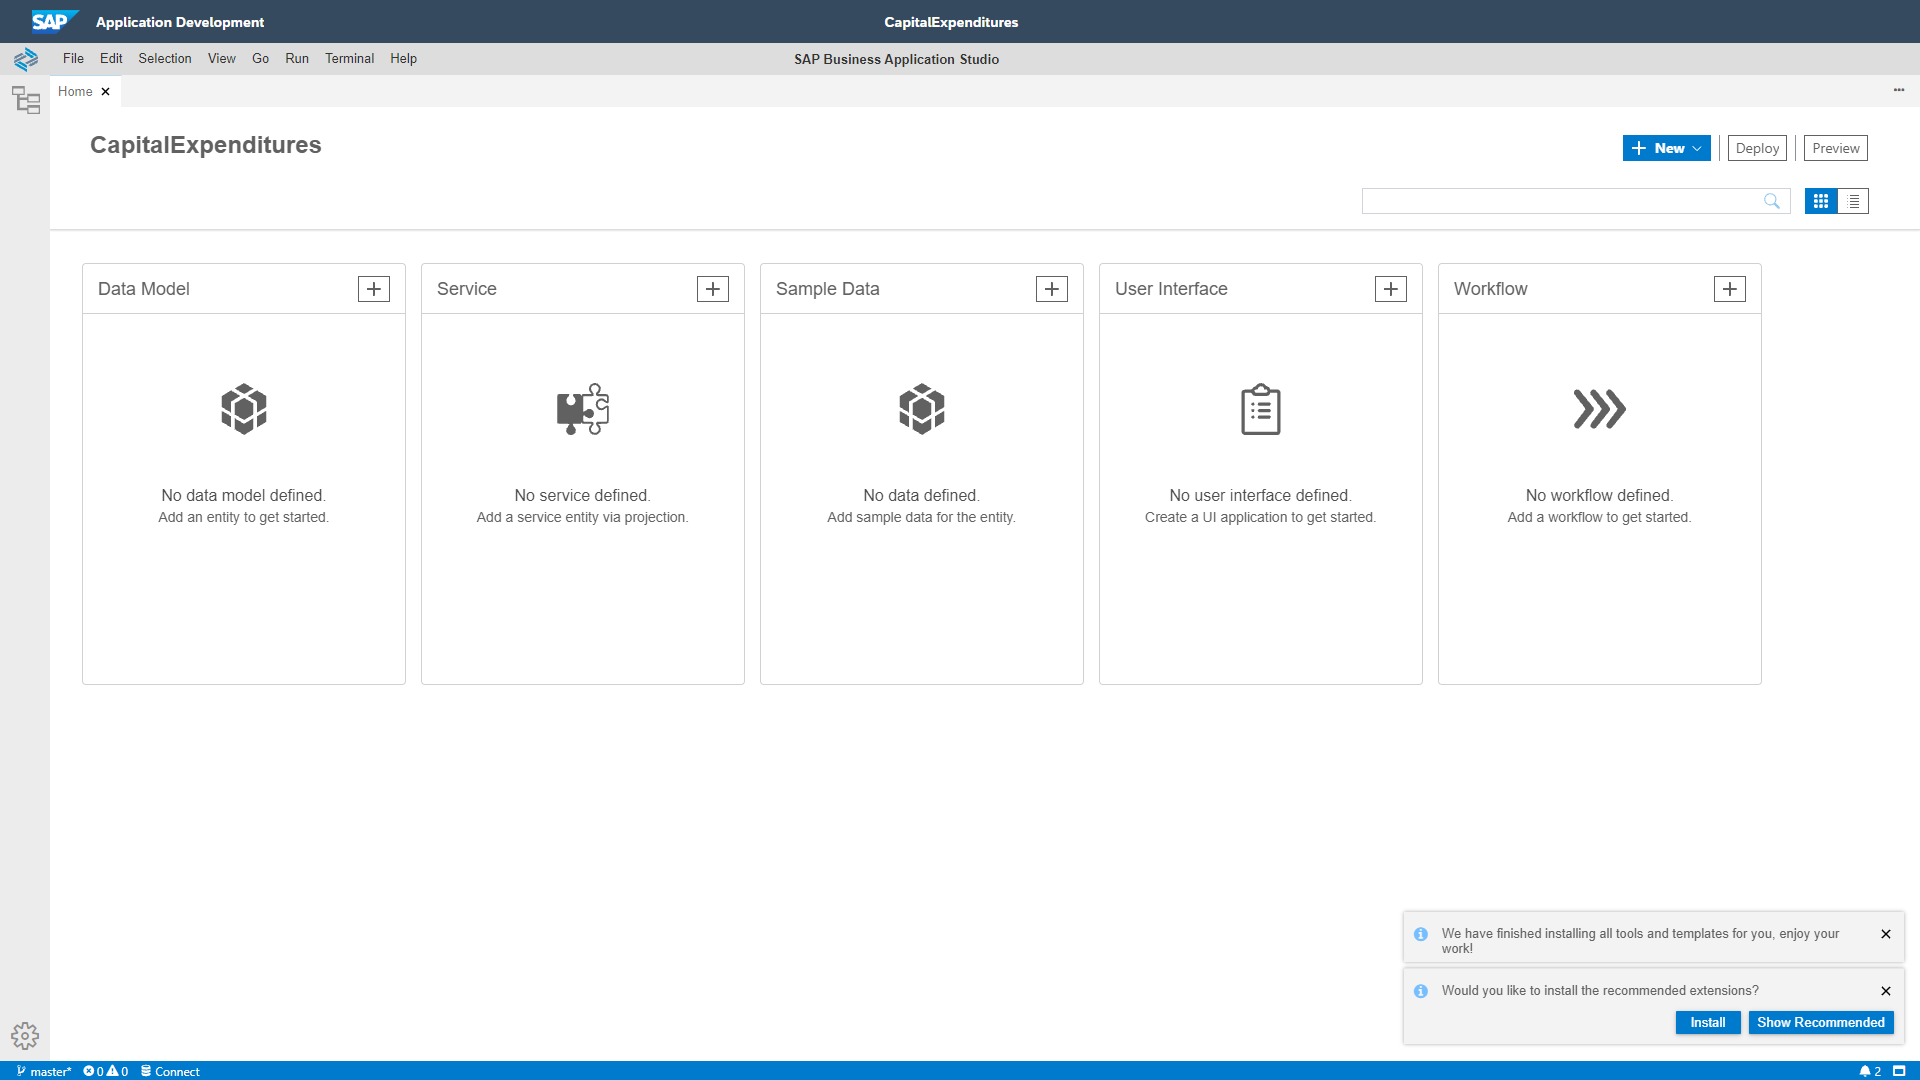 SAP Application Development CapitalExpenditures
File Edit Selection View Go Run Terminal Help SAP Business Application Studio
Home
CapitalExpenditures
New Deploy Preview
Data Model
No data model defined.
Add an entity to get started.
Service
No service defined.
Add a service entity via projection.
Sample Data
No data defined.
Add sample data for the entity.
User Interface
No user interface defined.
Create a UI application to get started.
Workflow
No workflow defined.
Add a workflow to get started.
We have finished installing all tools and templates for you, enjoy your
work!
Would you like to install the recommended extensions?
Install Show Recommended
master* 0 0 Connect 2